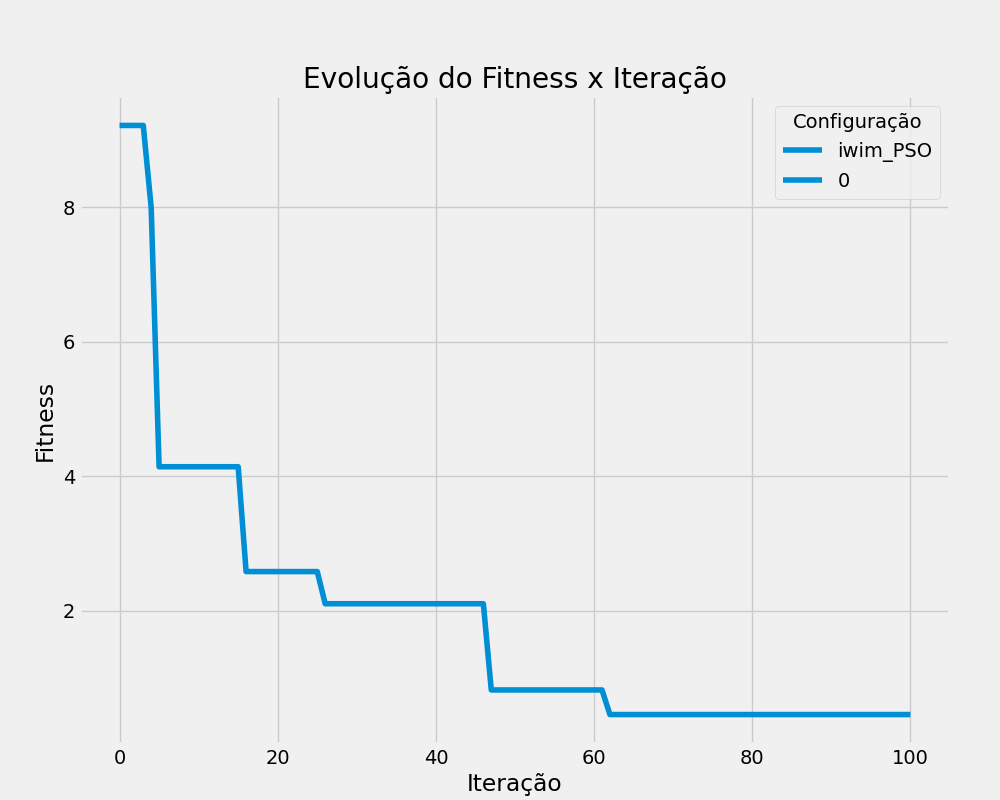 Evolução do Fitness x Iteração
Configuração
iwim_PSO
0
Fitness
8
6
4
2
0 20 40 60 80 100
Iteração